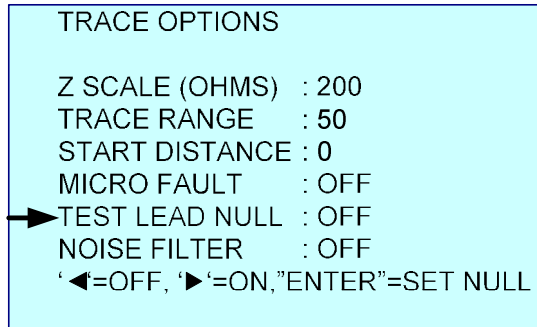 TRACE OPTIONS
Z SCALE (OHMS) : 200
TRACE RANGE : 50
START DISTANCE : 0
MICRO FAULT : OFF
TEST LEAD NULL : OFF
NOISE FILTER : OFF
‘◄‘=OFF, ‘►‘=ON,”ENTER”=SET NULL